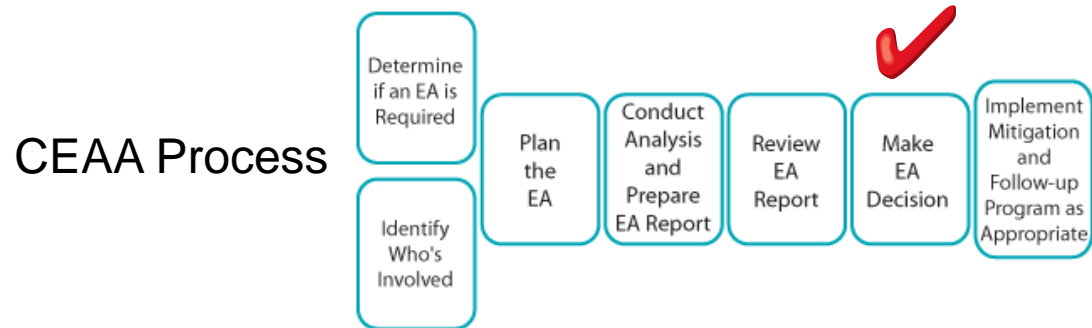 CEAA Process
Determine
if an EA is
Required
Identify
Who's
Involved
Plan
the
EA
Conduct
Analysis
and
Prepare
EA Report
Review
EA
Report
Make
EA
Decision
Implement
Mitigation
and
Follow-up
Program as
Appropriate